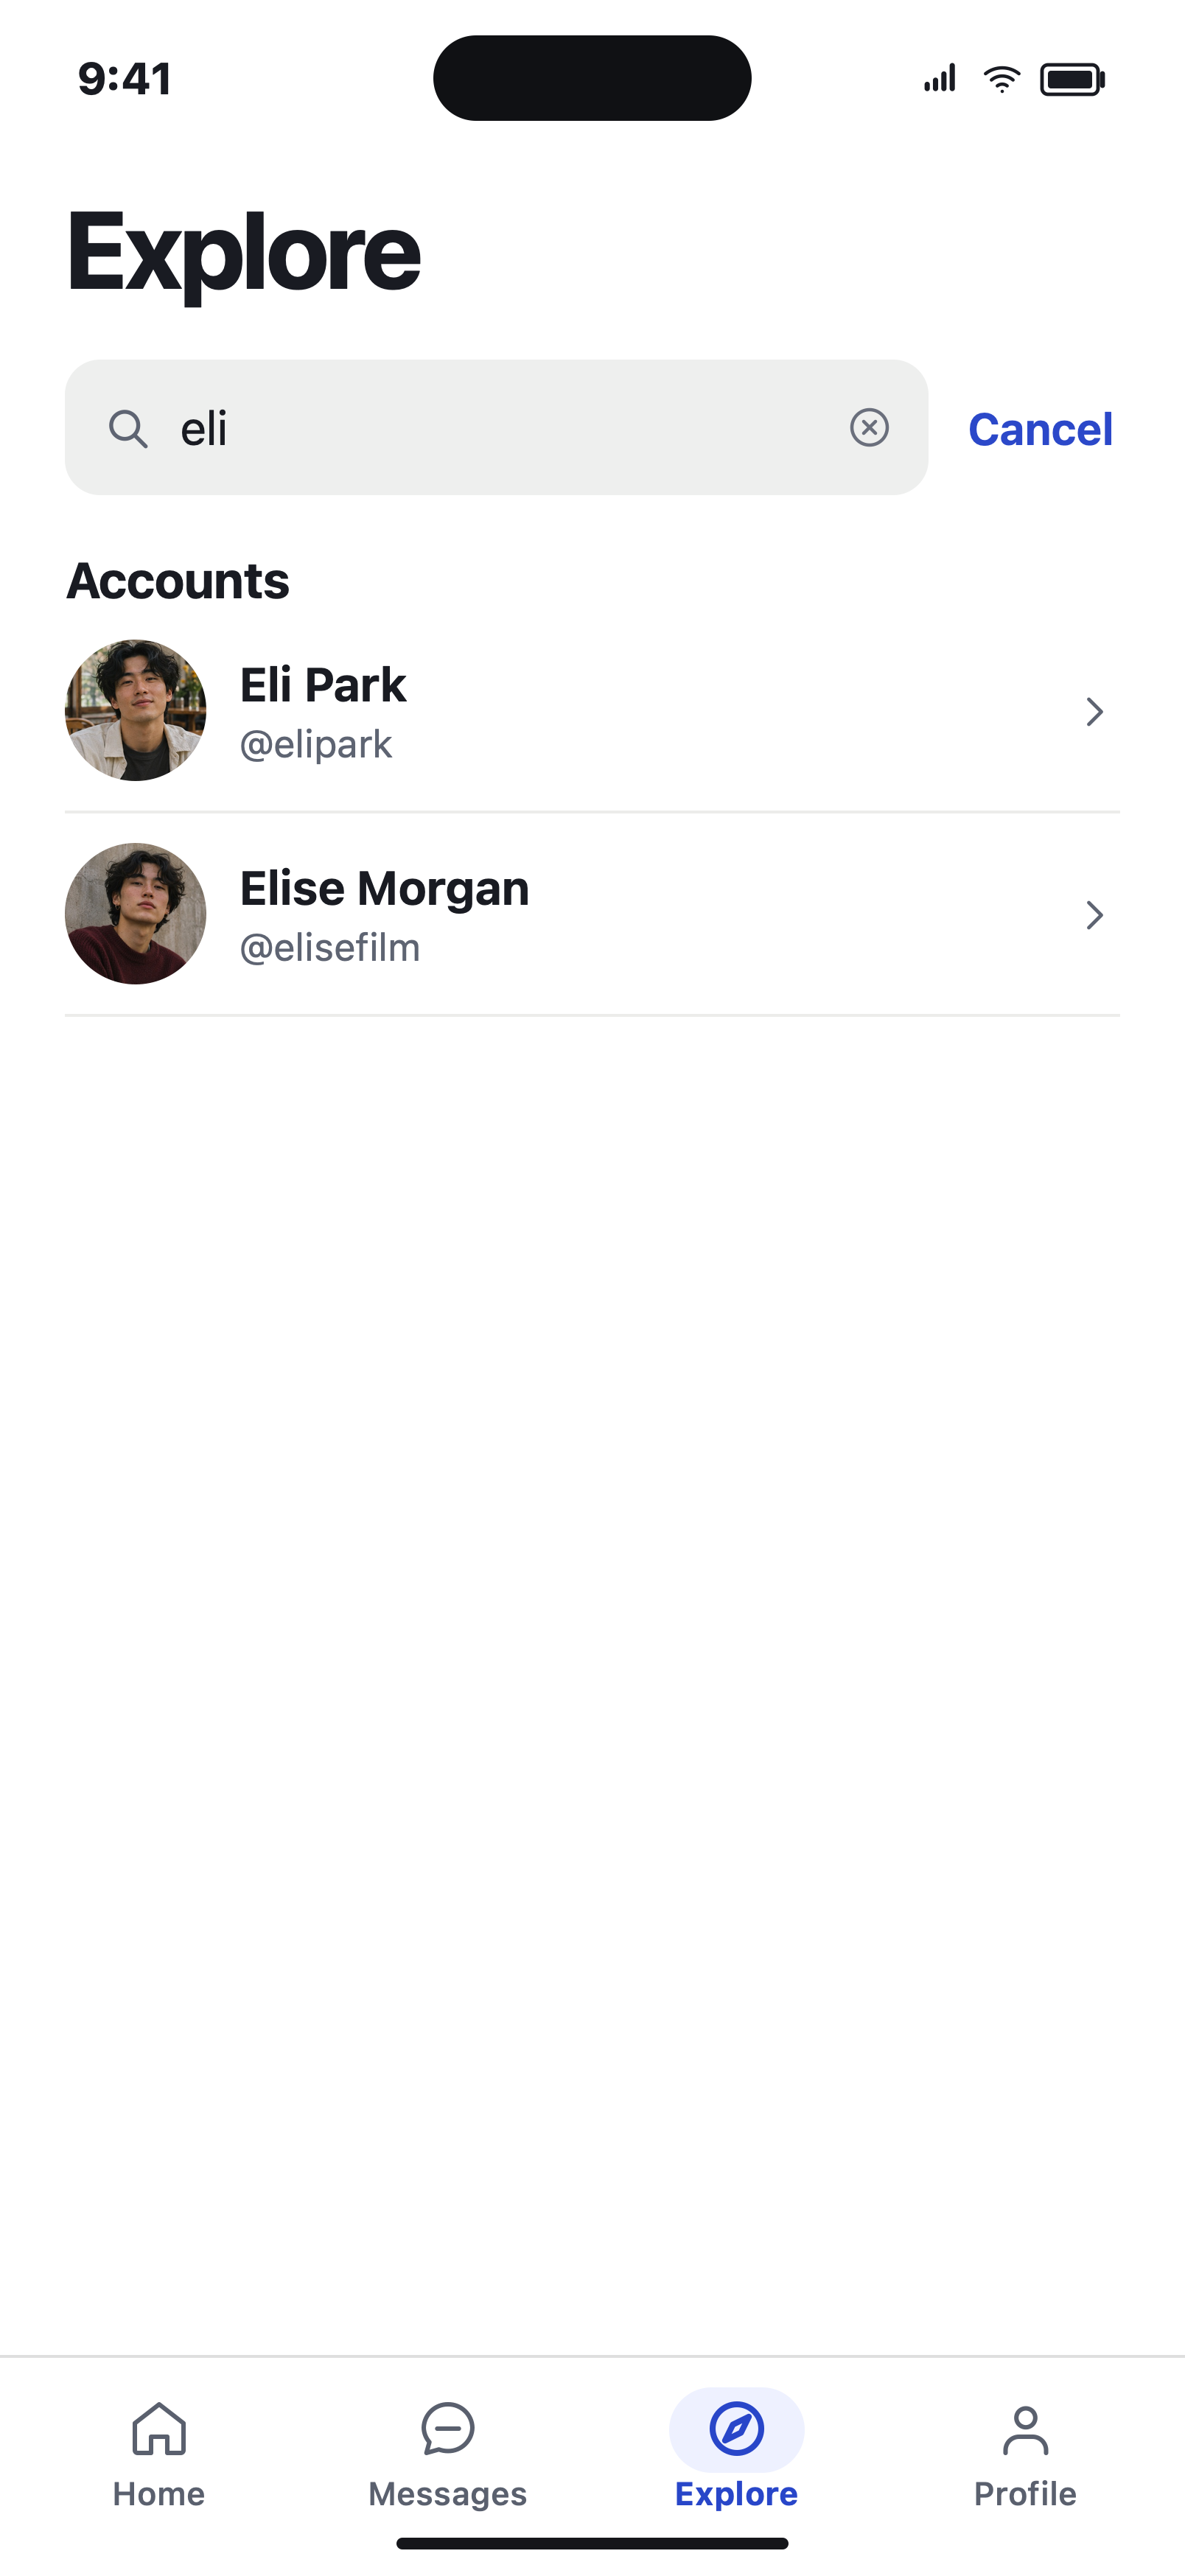 9:41
Explore
eli
Cancel
Accounts
Eli Park
@elipark
Elise Morgan
@elisefilm
Home
Messages
Explore
Profile